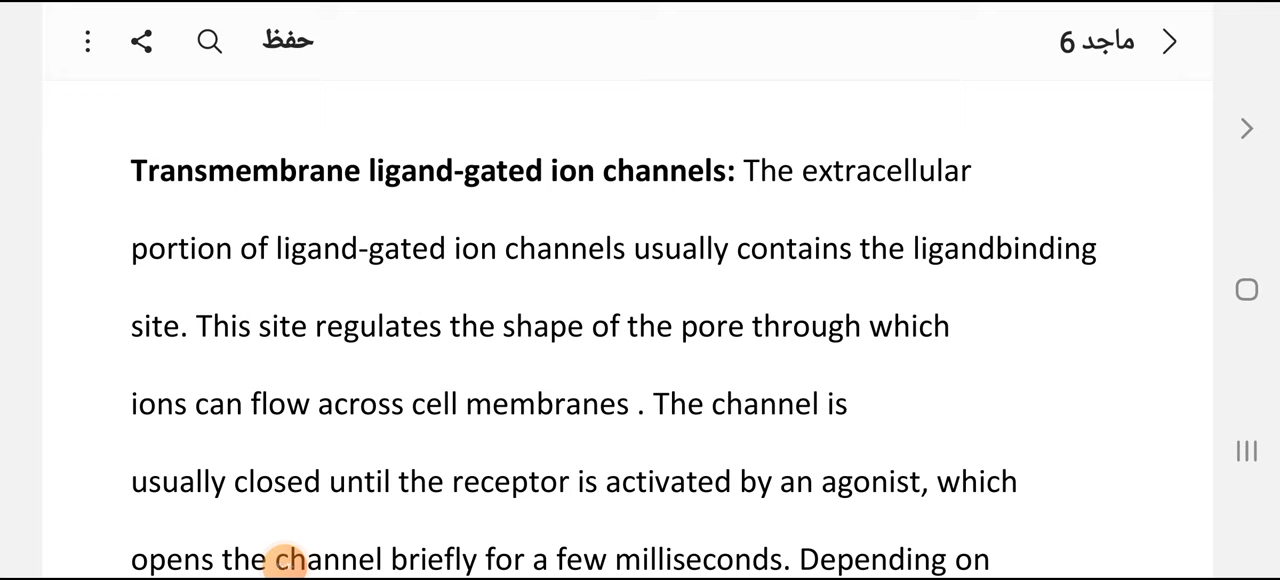 حفظ
ماجد 6
Transmembrane ligand-gated ion channels: The extracellular
portion of ligand-gated ion channels usually contains the ligandbinding
site. This site regulates the shape of the pore through which
ions can flow across cell membranes . The channel is
usually closed until the receptor is activated by an agonist, which
opens the channel briefly for a few milliseconds. Depending on